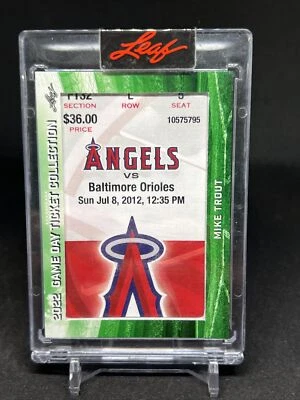 Leaf
Leaf
SECTION ROW SEAT
$36.00 10575795
PRICE
ANGELS
VS
Baltimore Orioles
Sun Jul 8, 2012, 12:35 PM
A
2022 GAME DAY TICKET COLLECTION
MIKE TROUT